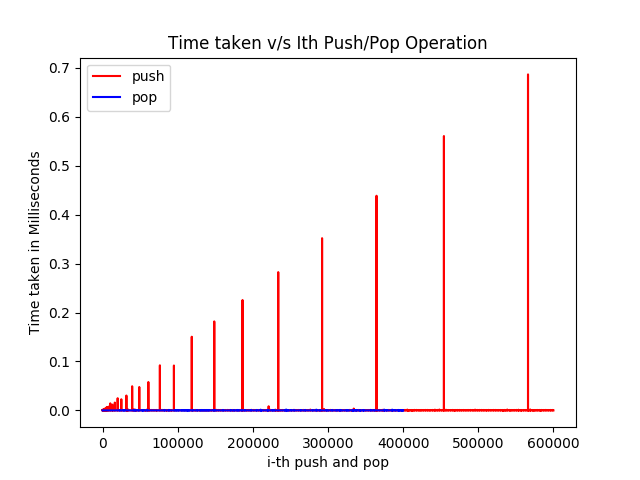 Time taken v/s Ith Push/Pop Operation
push
pop
0.7
0.6
0.5
0.4
0.3
0.2
0.1
0.0
Time taken in Milliseconds
0 100000 200000 300000 400000 500000 600000
i-th push and pop